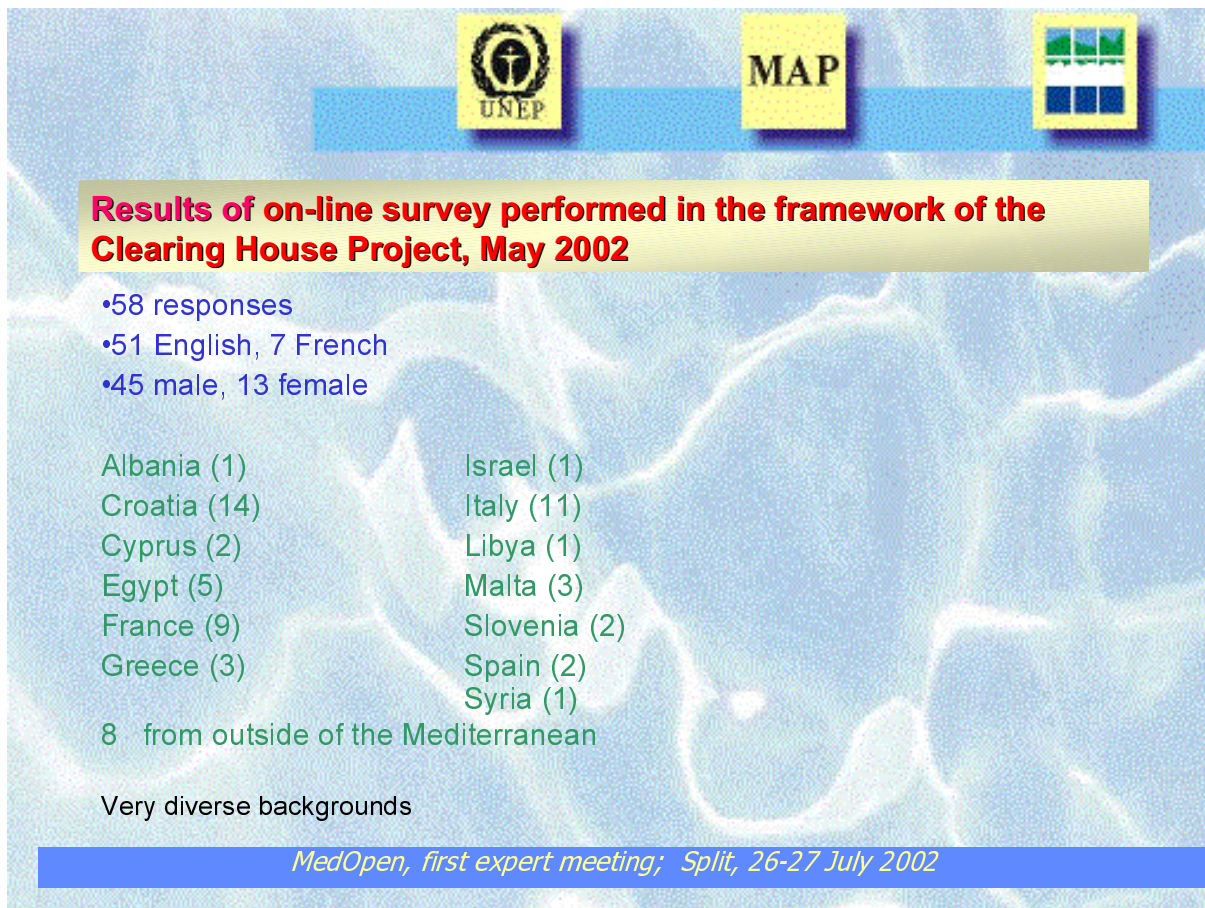 UNEP
MAP
Results of on-line survey performed in the framework of the
Clearing House Project, May 2002
•58 responses
•51 English, 7 French
•45 male, 13 female
Albania (1)
Croatia (14)
Cyprus (2)
Egypt (5)
France (9)
Greece (3)
Israel (1)
Italy (11)
Libya (1)
Malta (3)
Slovenia (2)
Spain (2)
Syria (1)
8 from outside of the Mediterranean
Very diverse backgrounds
MedOpen, first expert meeting; Split, 26-27 July 2002